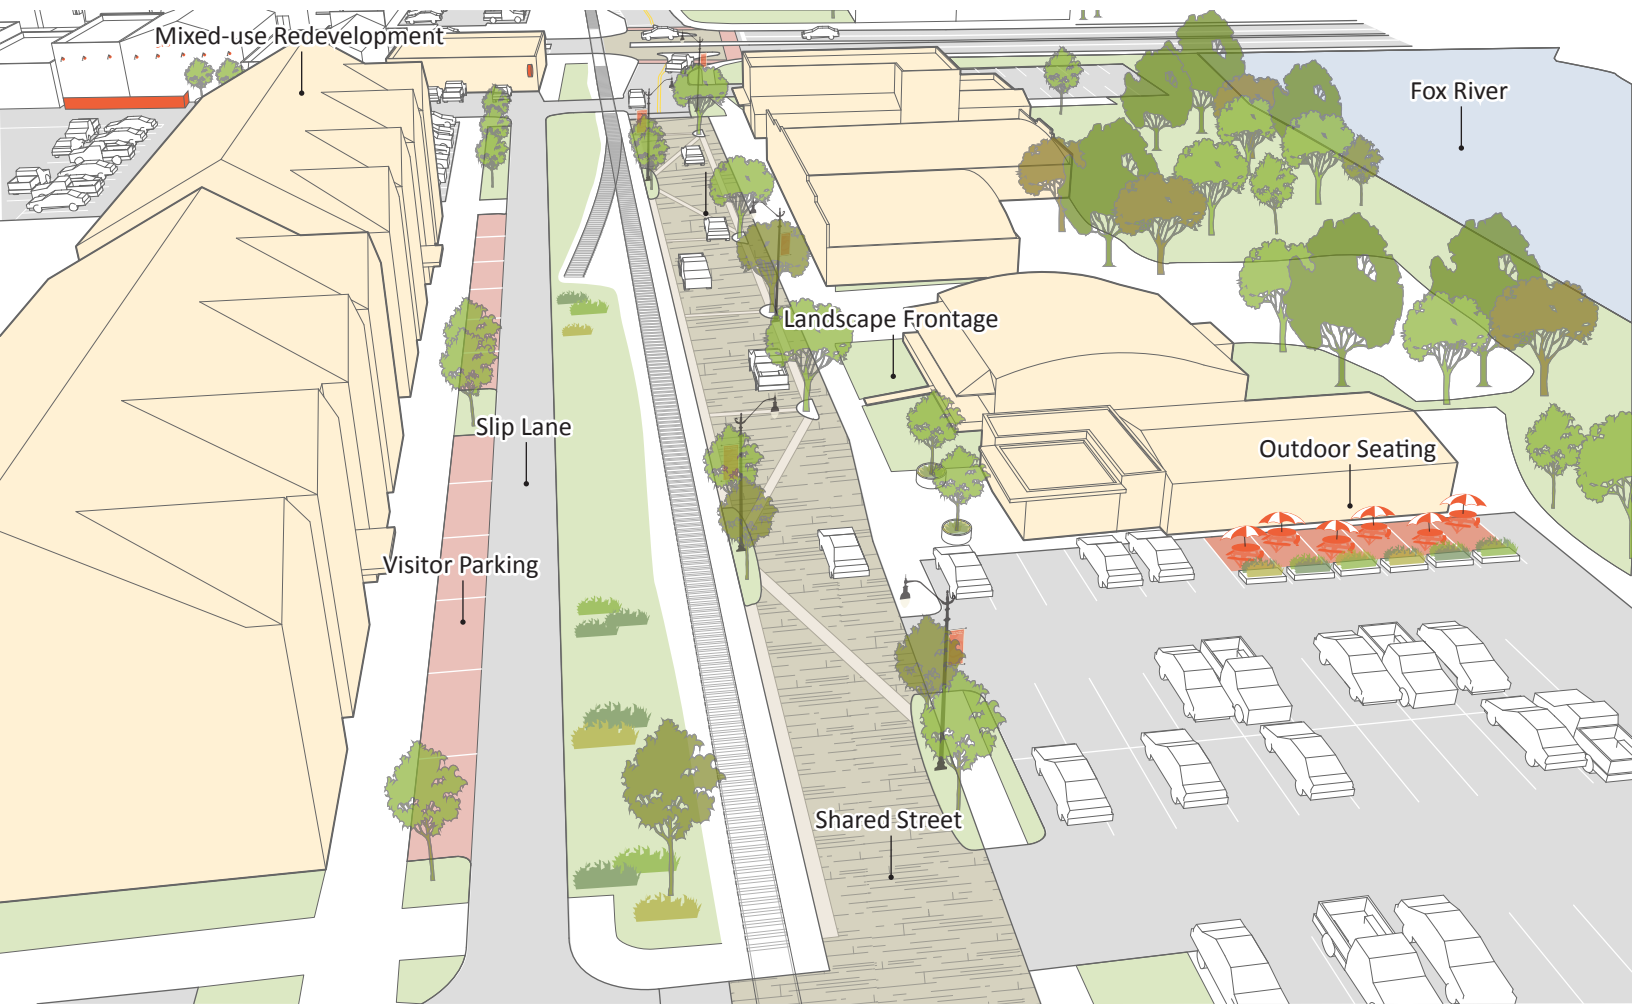 Mixed-use Redevelopment
Fox River
Landscape Frontage
Slip Lane
Outdoor Seating
Visitor Parking
Shared Street